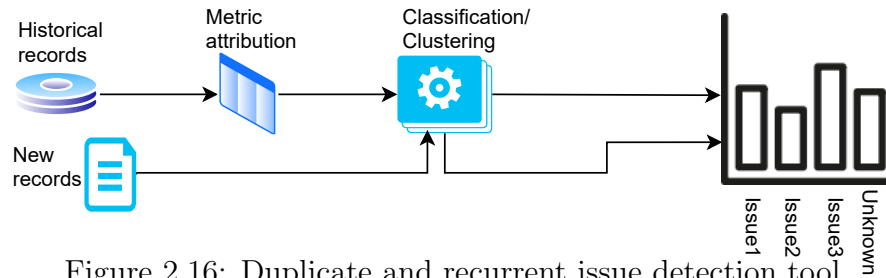 Historical
records
Metric
attribution
Classification/
Clustering
New
records
Issue1
Issue2
Issue3
Unknown
Figure 2.16: Duplicate and recurrent issue detection tool